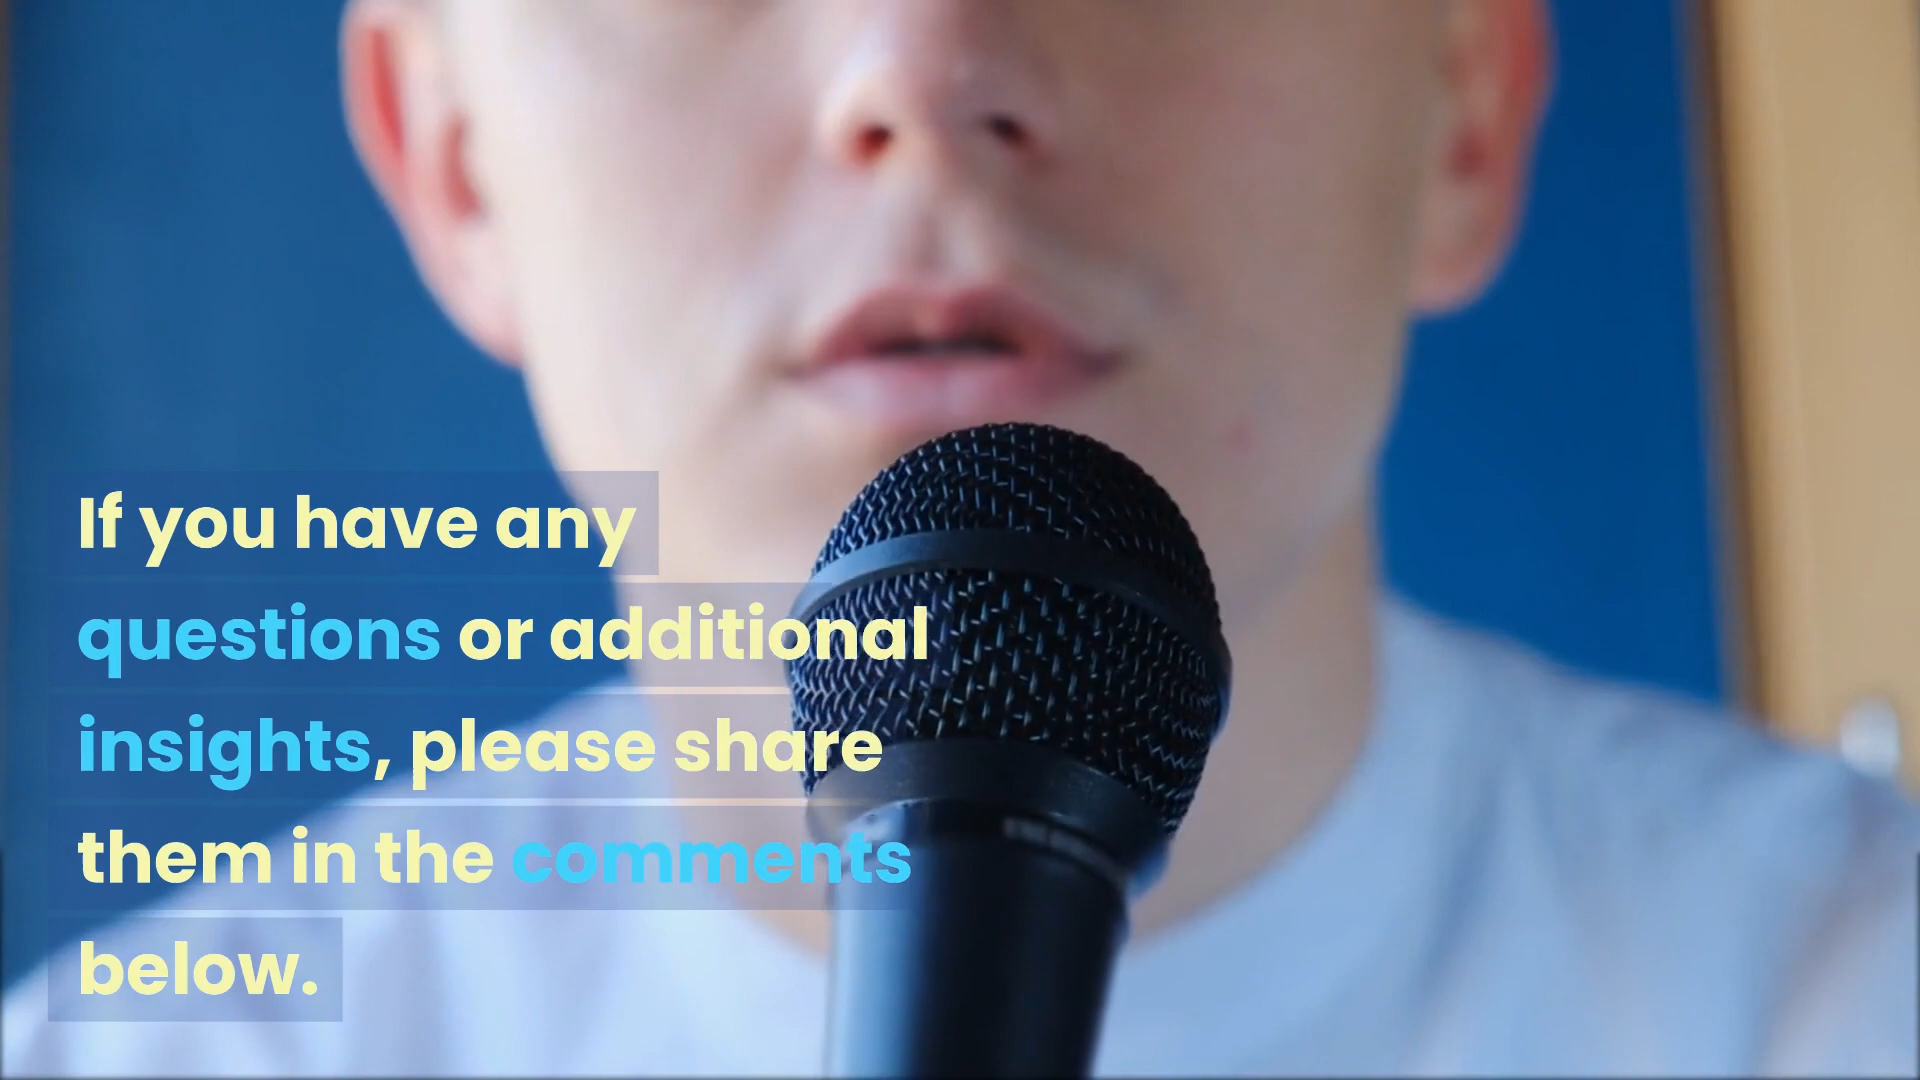 If you have any
questions or additional
insights, please share
them in the comments
below.